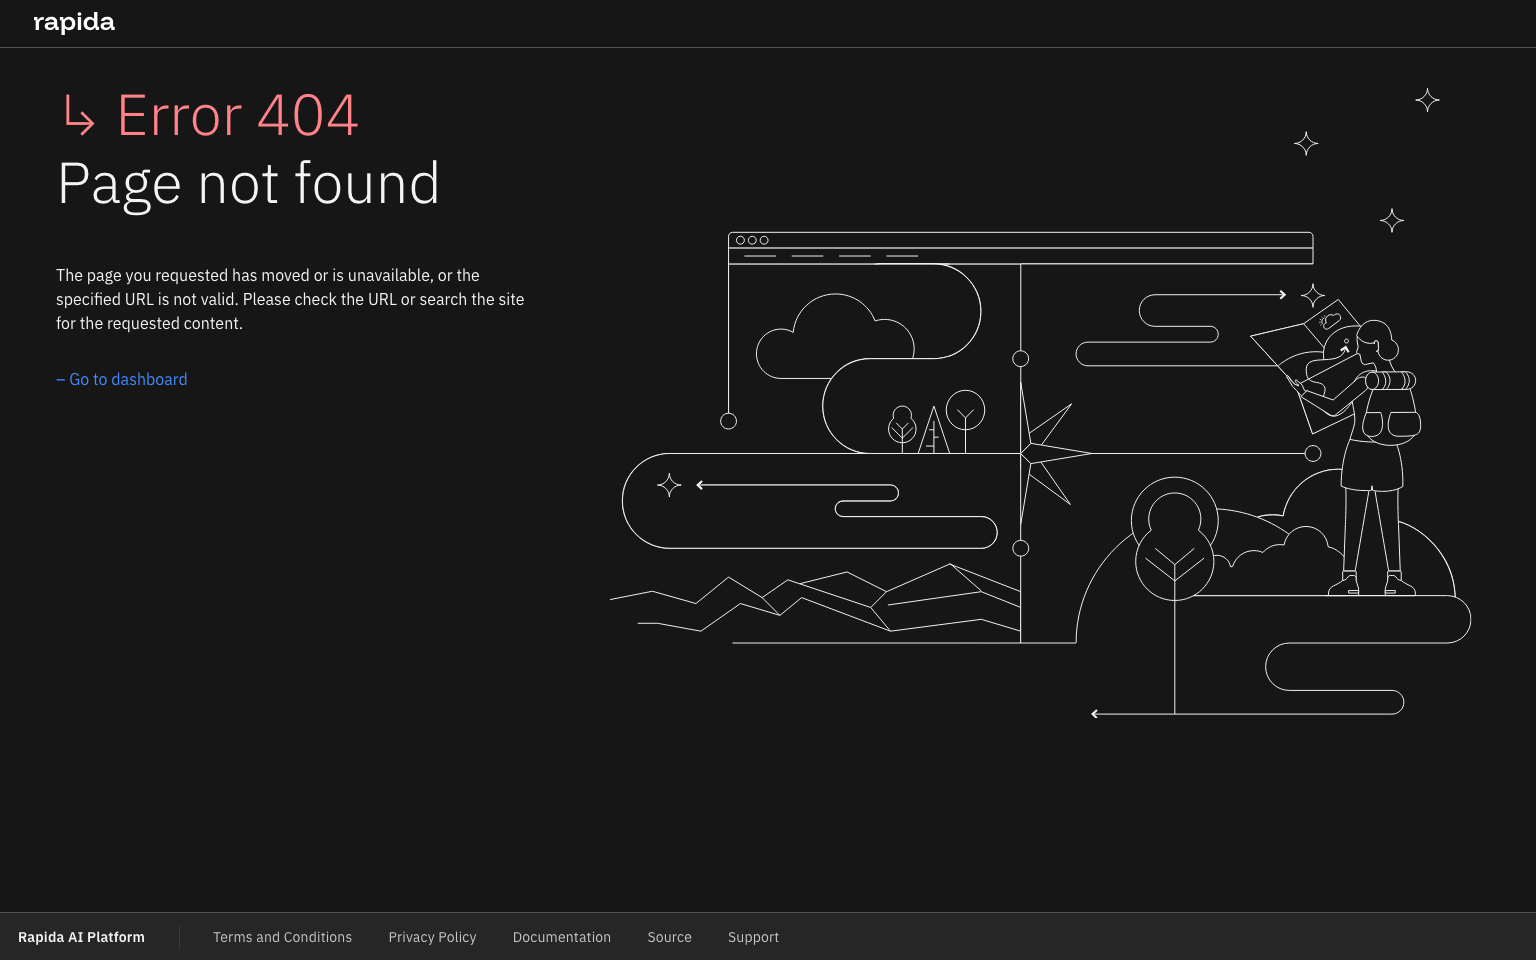 rapida
↳ Error 404
Page not found
The page you requested has moved or is unavailable, or the
specified URL is not valid. Please check the URL or search the site
for the requested content.
– Go to dashboard
Rapida AI Platform
Terms and Conditions
Privacy Policy
Documentation
Source
Support